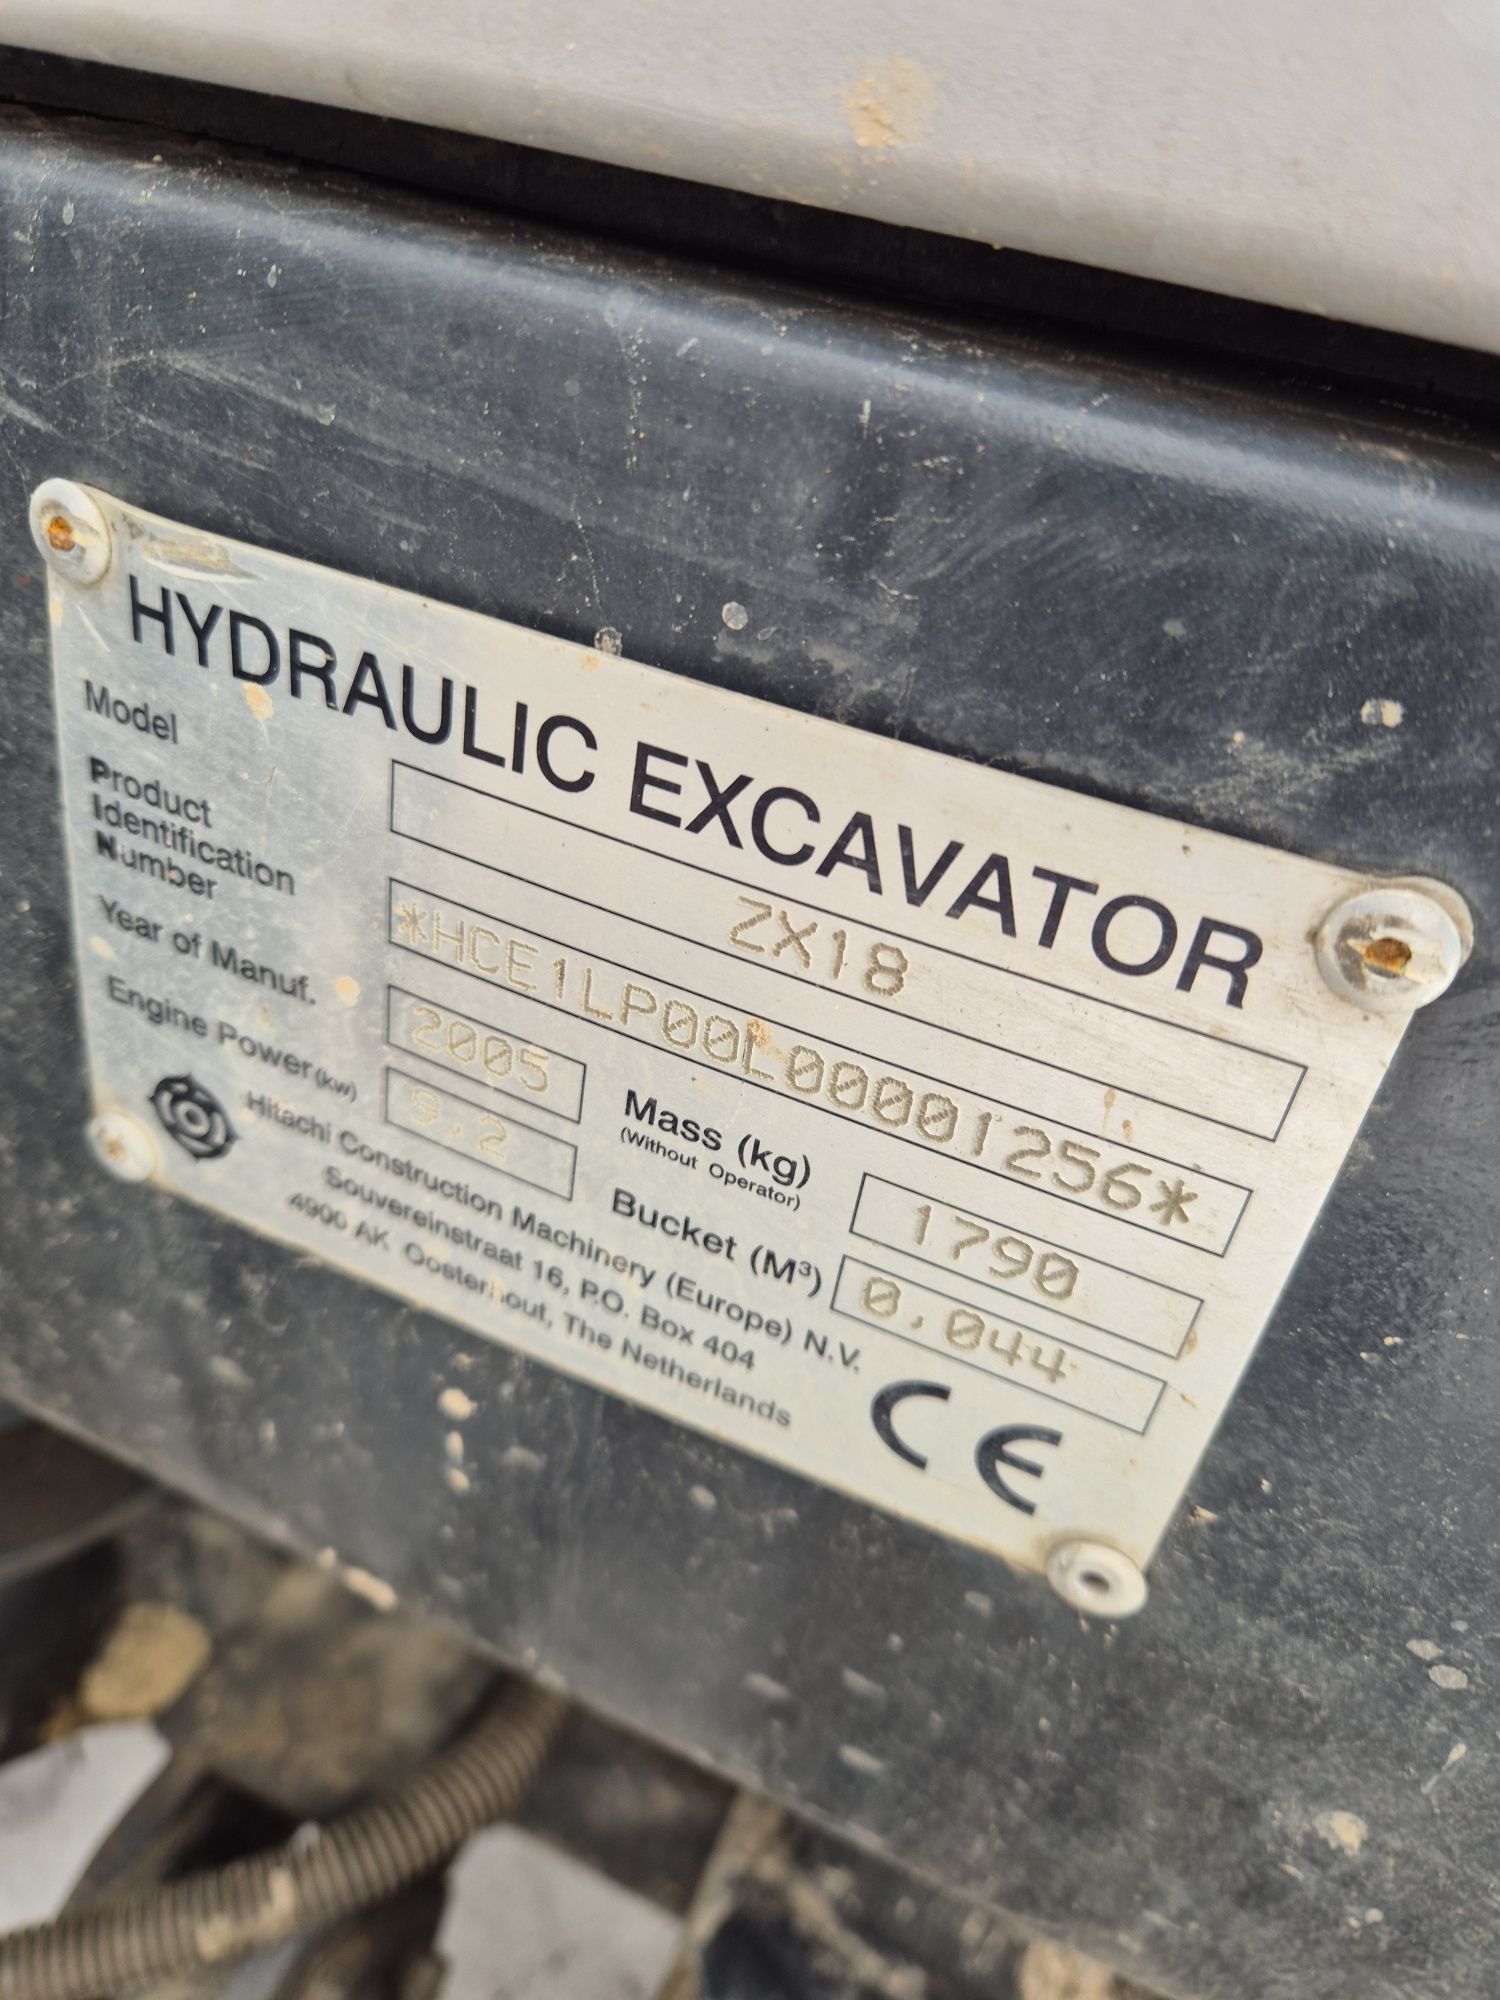 HYDRAULIC EXCAVATOR
Model ZX18
Product
Identification
Number *HCE1LP00L00001256*
Year of Manuf. 2005 Mass (kg) 1790
(Without Operator)
Engine Power (kw) 9.2 Bucket (M³) 0.044
Hitachi Construction Machinery (Europe) N.V.
Souvereinstraat 16, P.O. Box 404
4900 AK Oosterhout, The Netherlands
CE